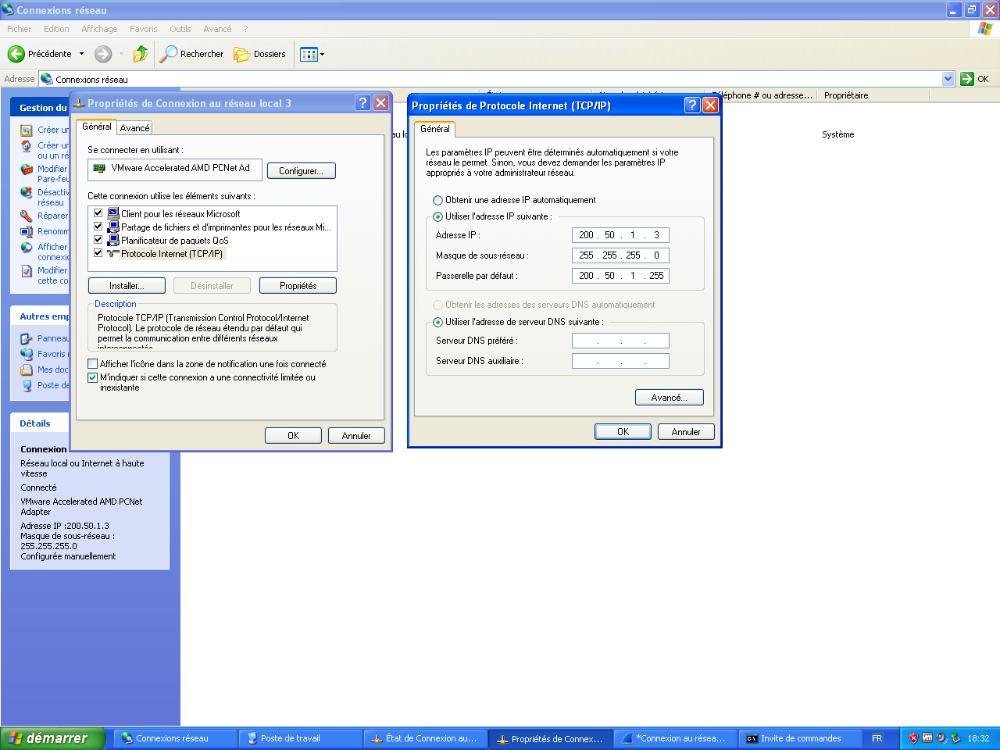 Connexions réseau
Fichier Edition Affichage Favoris Outils Avancé ?
Précédente Rechercher Dossiers
Adresse Connexions réseau OK
Téléphone # ou adresse... Propriétaire
Système
Gestion du
Créer un
Créer un
ou un ré
Modifier
Pare-feu
Désactiv
réseau
Réparer
Renomm
Afficher
connexio
Modifier
cette co
Autres emp
Panneau
Favoris r
Mes doc
Poste de
Détails
Connexion
Réseau local ou Internet à haute
vitesse
Connecté
VMware Accelerated AMD PCNet
Adapter
Adresse IP :200.50.1.3
Masque de sous-réseau :
255.255.255.0
Configurée manuellement
Propriétés de Connexion au réseau local 3
Général Avancé
Se connecter en utilisant :
VMware Accelerated AMD PCNet Ad
Configurer...
Cette connexion utilise les éléments suivants :
Client pour les réseaux Microsoft
Partage de fichiers et d'imprimantes pour les réseaux Mi...
Planificateur de paquets QoS
Protocole Internet (TCP/IP)
Installer... Désinstaller Propriétés
Description
Protocole TCP/IP (Transmission Control Protocol/Internet
Protocol). Le protocole de réseau étendu par défaut qui
permet la communication entre différents réseaux
interconnectés
Afficher l'icône dans la zone de notification une fois connecté
M'indiquer si cette connexion a une connectivité limitée ou
inexistante
OK Annuler
Propriétés de Protocole Internet (TCP/IP)
Général
Les paramètres IP peuvent être déterminés automatiquement si votre
réseau le permet. Sinon, vous devez demander les paramètres IP
appropriés à votre administrateur réseau.
Obtenir une adresse IP automatiquement
Utiliser l'adresse IP suivante :
Adresse IP : 200 . 50 . 1 . 3
Masque de sous-réseau : 255 . 255 . 255 . 0
Passerelle par défaut : 200 . 50 . 1 . 255
Obtenir les adresses des serveurs DNS automatiquement
Utiliser l'adresse de serveur DNS suivante :
Serveur DNS préféré : . . .
Serveur DNS auxiliaire : . . .
Avancé...
OK Annuler
démarrer Connexions réseau Poste de travail État de Connexion au... Propriétés de Connex... *Connexion au résea... Invite de commandes FR 18:32